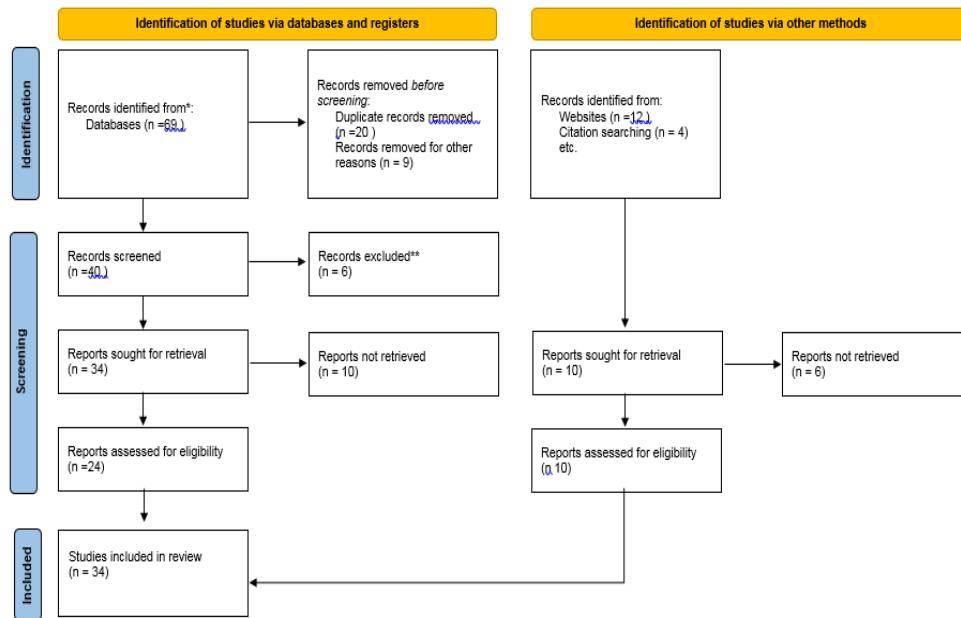 Identification of studies via databases and registers
Identification of studies via other methods
Identification
Records identified from*:
Databases (n =69 )
Records removed before
screening:
Duplicate records removed
(n =20 )
Records removed for other
reasons (n = 9)
Records identified from:
Websites (n =12 )
Citation searching (n = 4)
etc.
Screening
Records screened
(n =40 )
Records excluded**
(n = 6)
Reports sought for retrieval
(n = 34)
Reports not retrieved
(n = 10)
Reports sought for retrieval
(n = 10)
Reports not retrieved
(n = 6)
Reports assessed for eligibility
(n =24)
Reports assessed for eligibility
(n 10)
Included
Studies included in review
(n = 34)